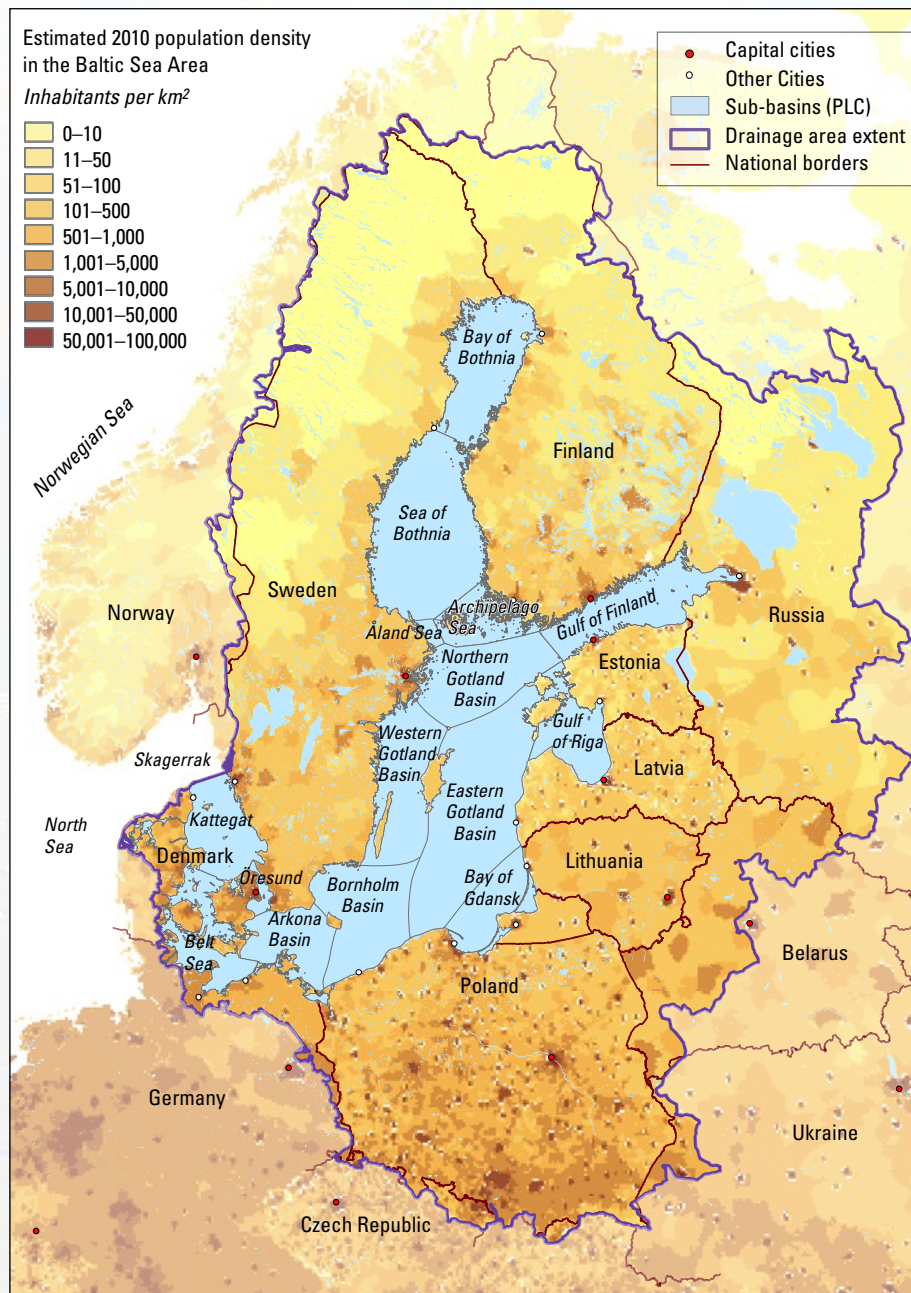 Estimated 2010 population density
in the Baltic Sea Area
Inhabitants per km²
0–10
11–50
51–100
101–500
501–1,000
1,001–5,000
5,001–10,000
10,001–50,000
50,001–100,000
Capital cities
Other Cities
Sub-basins (PLC)
Drainage area extent
National borders
Norwegian Sea
Bay of
Bothnia
Finland
Sea of
Bothnia
Sweden
Norway
Archipelago
Sea
Åland Sea
Gulf of Finland
Russia
Northern
Gotland
Basin
Estonia
Western
Gotland
Basin
Gulf
of Riga
Skagerrak
Latvia
Eastern
Gotland
Basin
Kattegat
North
Sea
Denmark
Lithuania
Öresund
Bornholm
Basin
Bay of
Gdansk
Arkona
Basin
Belt
Sea
Belarus
Poland
Germany
Ukraine
Czech Republic